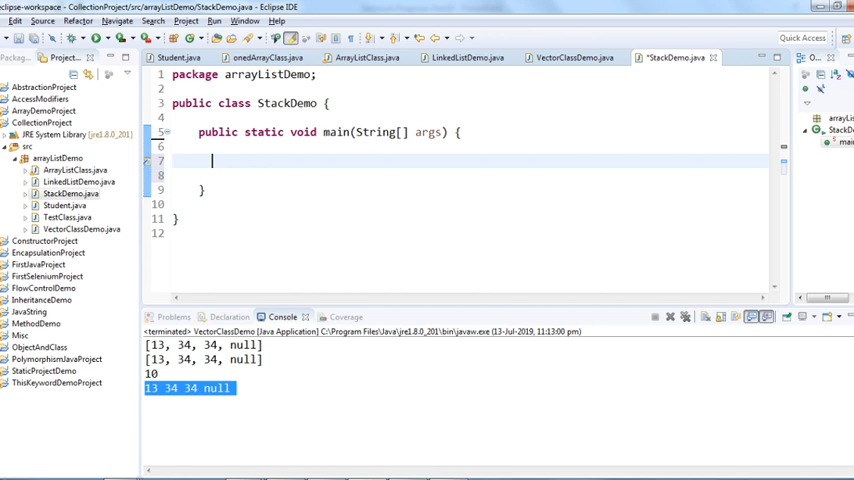 eclipse-workspace - CollectionProject/src/arrayListDemo/StackDemo.java - Eclipse IDE
Edit Source Refactor Navigate Search Project Run Window Help
Quick Access
Packag... Project...
Student.java onedArrayClass.java ArrayListClass.java LinkedListDemo.java VectorClassDemo.java *StackDemo.java
O...
AbstractionProject
AccessModifiers
ArrayDemoProject
CollectionProject
JRE System Library [jre1.8.0_201]
src
arrayListDemo
ArrayListClass.java
LinkedListDemo.java
StackDemo.java
Student.java
TestClass.java
VectorClassDemo.java
ConstructorProject
EncapsulationProject
FirstJavaProject
FirstSeleniumProject
FlowControlDemo
InheritanceDemo
JavaString
MethodDemo
Misc
ObjectAndClass
PolymorphismJavaProject
StaticProjectDemo
ThisKeywordDemoProject
1 package arrayListDemo;
2
3 public class StackDemo {
4
5 public static void main(String[] args) {
6
7
8
9 }
10
11 }
12
arrayLi
StackD
mai
Problems Declaration Console Coverage
<terminated> VectorClassDemo [Java Application] C:\Program Files\Java\jre1.8.0_201\bin\javaw.exe (13-Jul-2019, 11:13:00 pm)
[13, 34, 34, null]
[13, 34, 34, null]
10
13 34 34 null